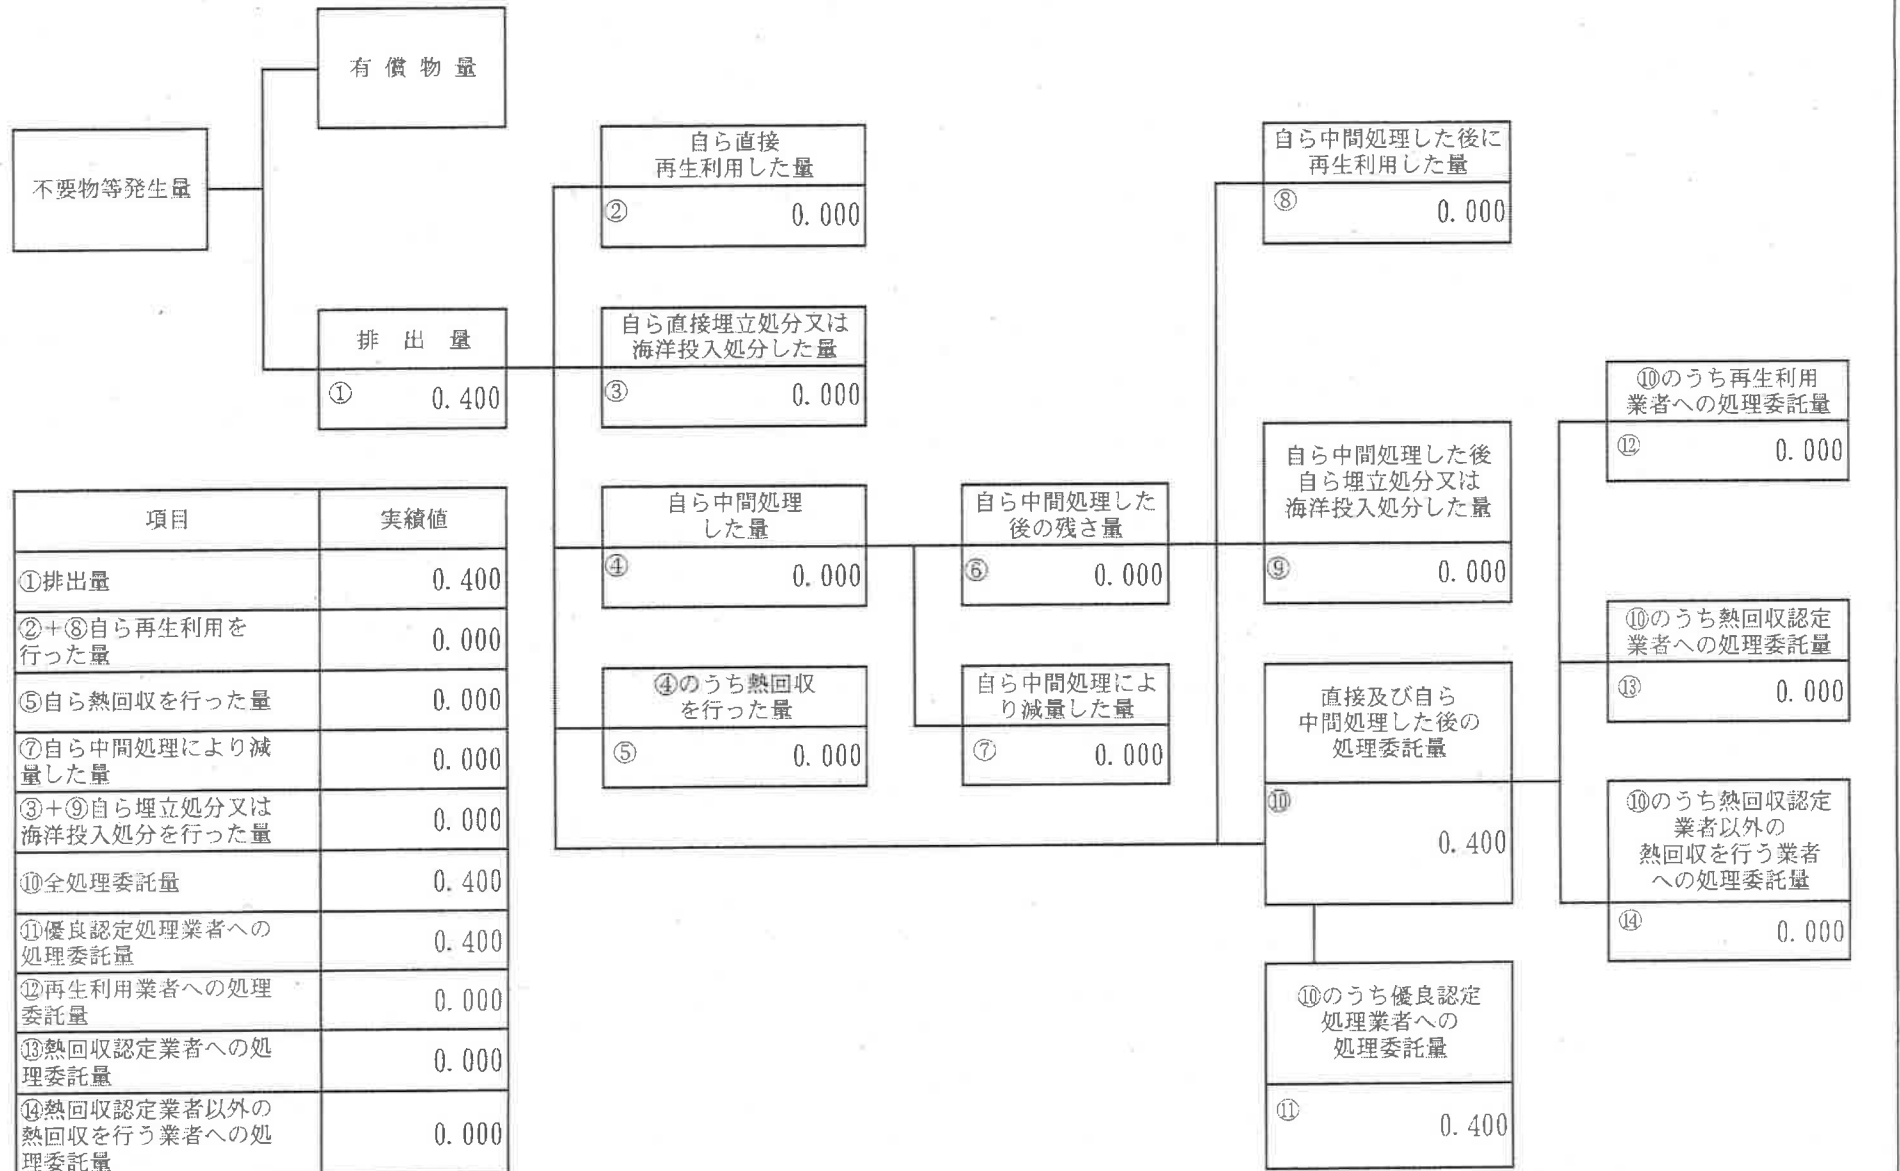 有償物量
不要物等発生量
排出量
① 0.400
自ら直接
再生利用した量
② 0.000
自ら直接埋立処分又は
海洋投入処分した量
③ 0.000
自ら中間処理
した量
④ 0.000
④のうち熱回収
を行った量
⑤ 0.000
自ら中間処理した
後の残さ量
⑥ 0.000
自ら中間処理によ
り減量した量
⑦ 0.000
自ら中間処理した後に
再生利用した量
⑧ 0.000
自ら中間処理した後
自ら埋立処分又は
海洋投入処分した量
⑨ 0.000
直接及び自ら
中間処理した後の
処理委託量
⑩
0.400
⑩のうち優良認定
処理業者への
処理委託量
⑪ 0.400
⑩のうち再生利用
業者への処理委託量
⑫ 0.000
⑩のうち熱回収認定
業者への処理委託量
⑬ 0.000
⑩のうち熱回収認定
業者以外の
熱回収を行う業者
への処理委託量
⑭ 0.000
項目 実績値
①排出量 0.400
②+⑧自ら再生利用を
行った量 0.000
⑤自ら熱回収を行った量 0.000
⑦自ら中間処理により減
量した量 0.000
③+⑨自ら埋立処分又は
海洋投入処分を行った量 0.000
⑩全処理委託量 0.400
⑪優良認定処理業者への
処理委託量 0.400
⑫再生利用業者への処理
委託量 0.000
⑬熱回収認定業者への処
理委託量 0.000
⑭熱回収認定業者以外の
熱回収を行う業者への処
理委託量 0.000